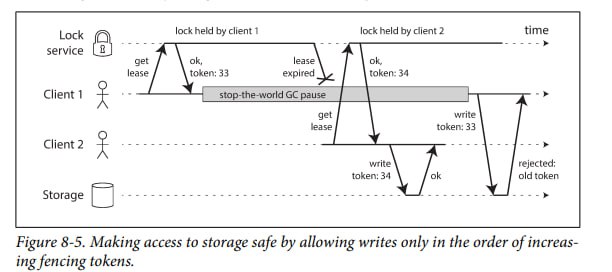 lock held by client 1
lock held by client 2
time
Lock
service
get
lease
ok,
token: 33
lease
expired
ok,
token: 34
Client 1
stop-the-world GC pause
get
lease
write
token: 33
Client 2
write
token: 34
ok
rejected:
old token
Storage
Figure 8-5. Making access to storage safe by allowing writes only in the order of increas-
ing fencing tokens.